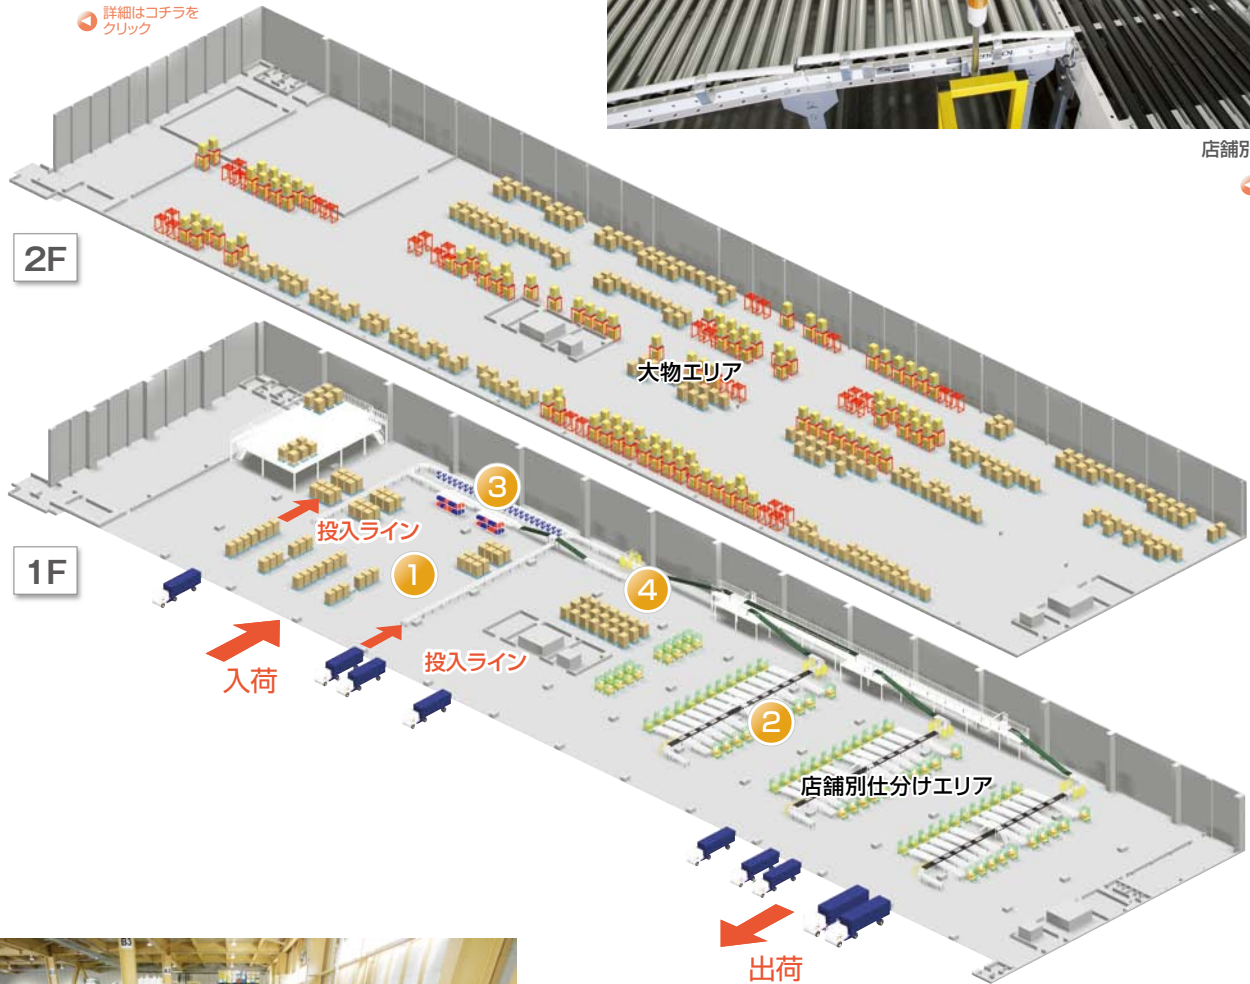 詳細はコチラを
クリック
店舗別
2F
大物エリア
1F
③
投入ライン
①
④
入荷
投入ライン
②
店舗別仕分けエリア
出荷
B3